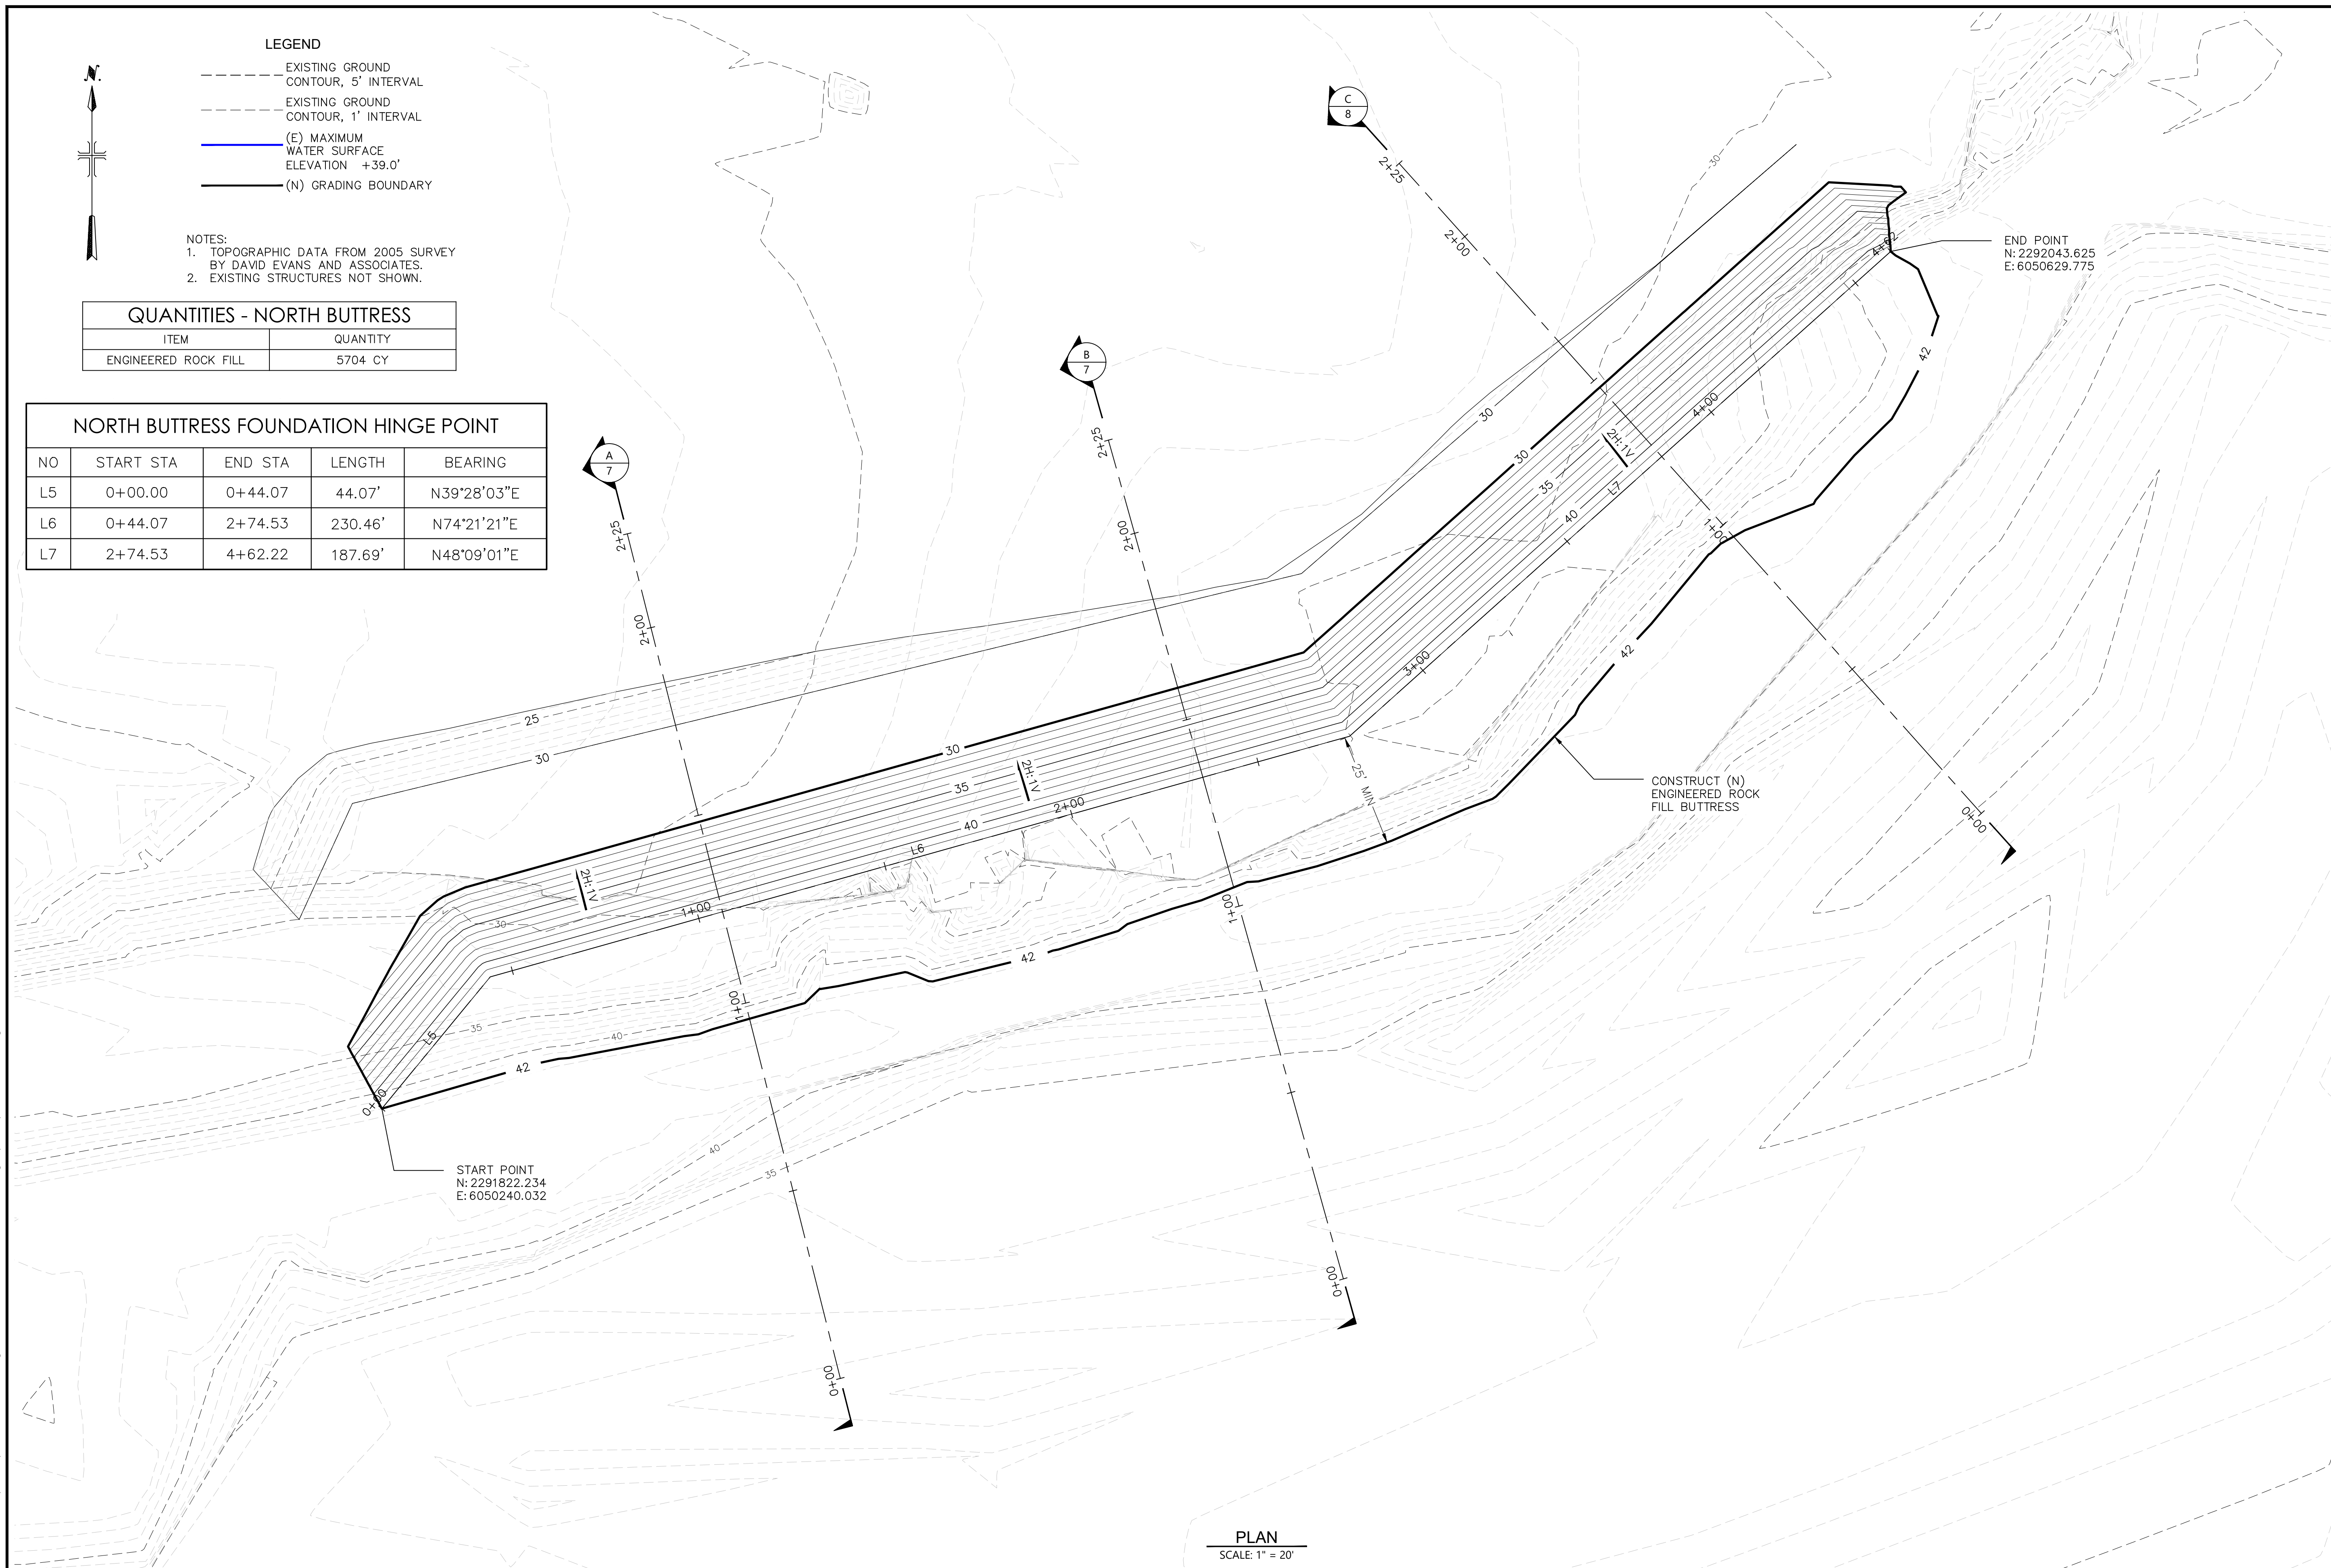 LEGEND
EXISTING GROUND
CONTOUR, 5' INTERVAL
EXISTING GROUND
CONTOUR, 1' INTERVAL
(E) MAXIMUM
WATER SURFACE
ELEVATION +39.0'
(N) GRADING BOUNDARY
N.
NOTES:
1. TOPOGRAPHIC DATA FROM 2005 SURVEY
BY DAVID EVANS AND ASSOCIATES.
2. EXISTING STRUCTURES NOT SHOWN.
QUANTITIES - NORTH BUTTRESS
ITEM QUANTITY
ENGINEERED ROCK FILL 5704 CY
NORTH BUTTRESS FOUNDATION HINGE POINT
NO START STA END STA LENGTH BEARING
L5 0+00.00 0+44.07 44.07' N39°28'03"E
L6 0+44.07 2+74.53 230.46' N74°21'21"E
L7 2+74.53 4+62.22 187.69' N48°09'01"E
C
8
2+25
2+00
1+00
0+00
B
7
2+25
2+00
1+00
0+00
A
7
2+25
2+00
1+00
0+00
30
30
30
35
40
L7
2H:1V
4+00
4+62
3+00
END POINT
N: 2292043.625
E: 6050629.775
42
42
25
30
30
35
40
2H:1V
2+00
L6
25' MIN
CONSTRUCT (N)
ENGINEERED ROCK
FILL BUTTRESS
2H:1V
1+00
30
42
35
40
L5
42
0+00
START POINT
N: 2291822.234
E: 6050240.032
40
35
PLAN
SCALE: 1" = 20'